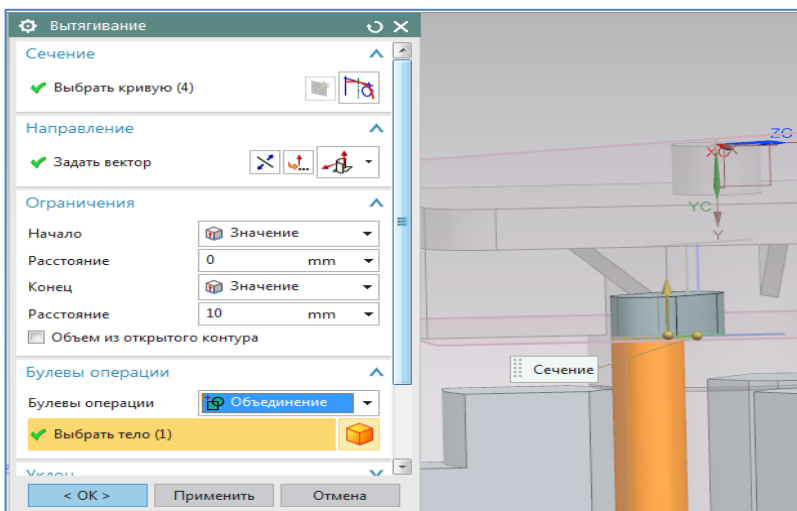 Вытягивание
Сечение
Выбрать кривую (4)
Направление
Задать вектор
Ограничения
Начало Значение
Расстояние 0 mm
Конец Значение
Расстояние 10 mm
Объем из открытого контура
Булевы операции
Булевы операции Объединение
Выбрать тело (1)
Уклон
< OK > Применить Отмена
ZC
XC
YC
Y
Сечение